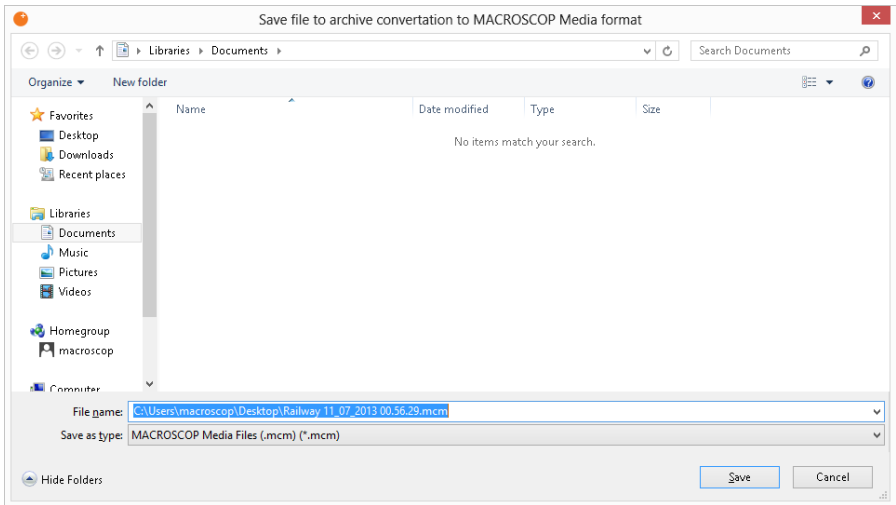 Save file to archive convertation to MACROSCOP Media format
Libraries Documents
Search Documents
Organize New folder
Name Date modified Type Size
No items match your search.
Favorites
Desktop
Downloads
Recent places
Libraries
Documents
Music
Pictures
Videos
Homegroup
macroscop
Computer
File name: C:\Users\macroscop\Desktop\Railway 11_07_2013 00.56.29.mcm
Save as type: MACROSCOP Media Files (.mcm) (*.mcm)
Hide Folders Save Cancel